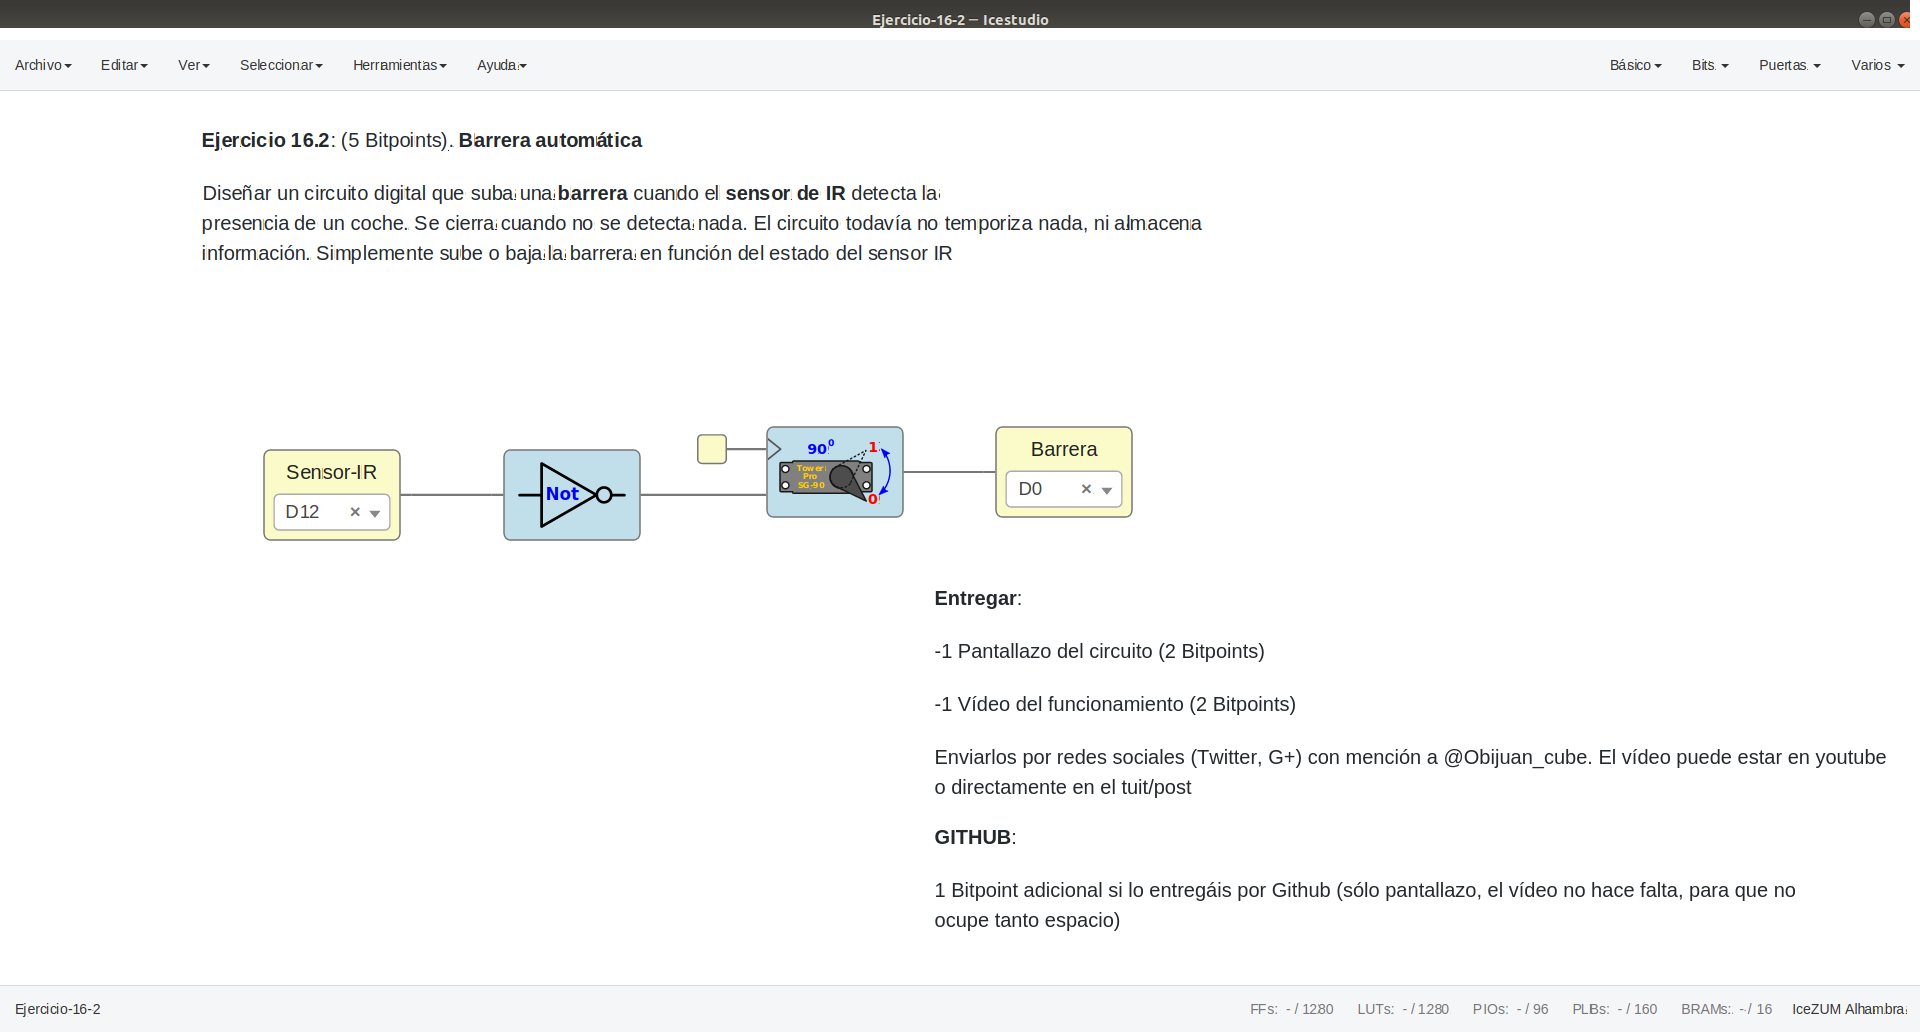 Ejercicio-16-2 — Icestudio
Archivo Editar Ver Seleccionar Herramientas Ayuda Básico Bits Puertas Varios
Ejercicio 16.2: (5 Bitpoints). Barrera automática
Diseñar un circuito digital que suba una barrera cuando el sensor de IR detecta la
presencia de un coche. Se cierra cuando no se detecta nada. El circuito todavía no temporiza nada, ni almacena
información. Simplemente sube o baja la barrera en función del estado del sensor IR
Sensor-IR
D12 ×
Not
90º
1
Tower
Pro
SG-90
0
Barrera
D0 ×
Entregar:
-1 Pantallazo del circuito (2 Bitpoints)
-1 Vídeo del funcionamiento (2 Bitpoints)
Enviarlos por redes sociales (Twitter, G+) con mención a @Obijuan_cube. El vídeo puede estar en youtube
o directamente en el tuit/post
GITHUB:
1 Bitpoint adicional si lo entregáis por Github (sólo pantallazo, el vídeo no hace falta, para que no
ocupe tanto espacio)
Ejercicio-16-2 FFs: - / 1280 LUTs: - / 1280 PIOs: - / 96 PLBs: - / 160 BRAMs: - / 16 IceZUM Alhambra